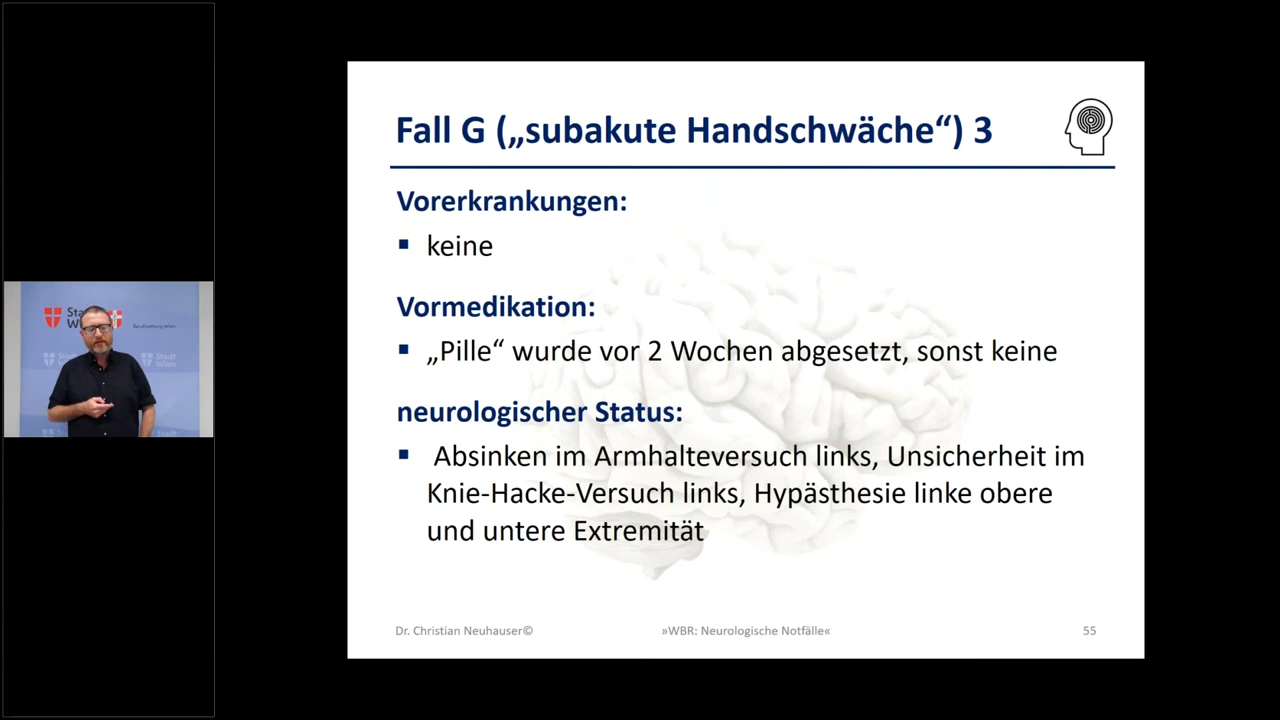 Fall G („subakute Handschwäche“) 3
Vorerkrankungen:
▪ keine
Vormedikation:
▪ „Pille“ wurde vor 2 Wochen abgesetzt, sonst keine
neurologischer Status:
▪ Absinken im Armhalteversuch links, Unsicherheit im
Knie-Hacke-Versuch links, Hypästhesie linke obere
und untere Extremität
Dr. Christian Neuhauser©
»WBR: Neurologische Notfälle«
55
Stadt
Wien